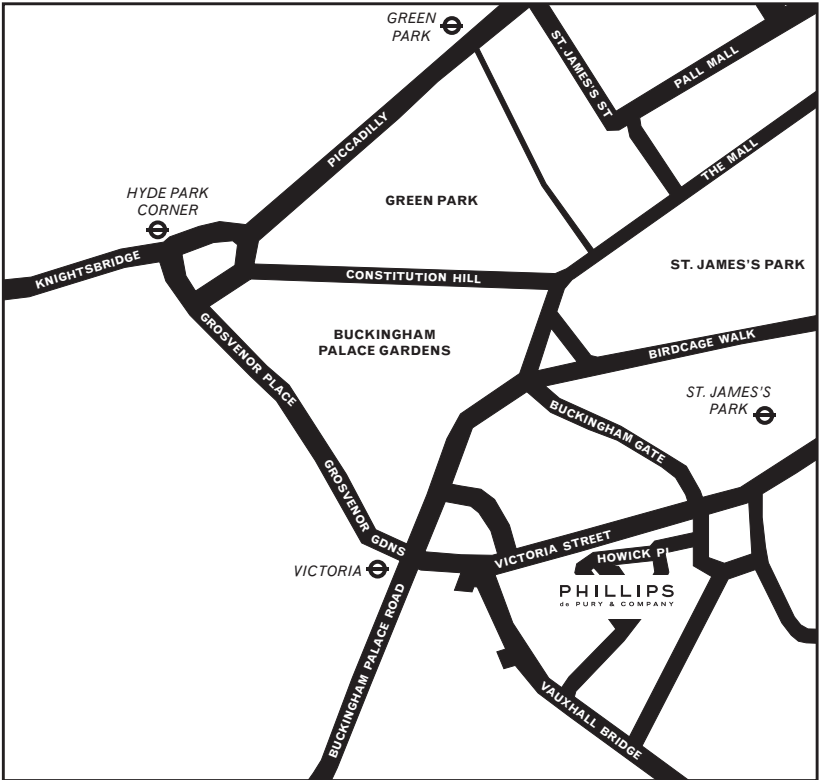 GREEN
PARK
ST. JAMES'S ST
PALL MALL
PICCADILLY
THE MALL
HYDE PARK
CORNER
GREEN PARK
KNIGHTSBRIDGE
CONSTITUTION HILL
ST. JAMES'S PARK
GROSVENOR PLACE
BUCKINGHAM
PALACE GARDENS
BIRDCAGE WALK
ST. JAMES'S
PARK
BUCKINGHAM GATE
GROSVENOR GDNS
VICTORIA STREET
HOWICK PL
VICTORIA
PHILLIPS
de PURY & COMPANY
BUCKINGHAM PALACE ROAD
VAUXHALL BRIDGE